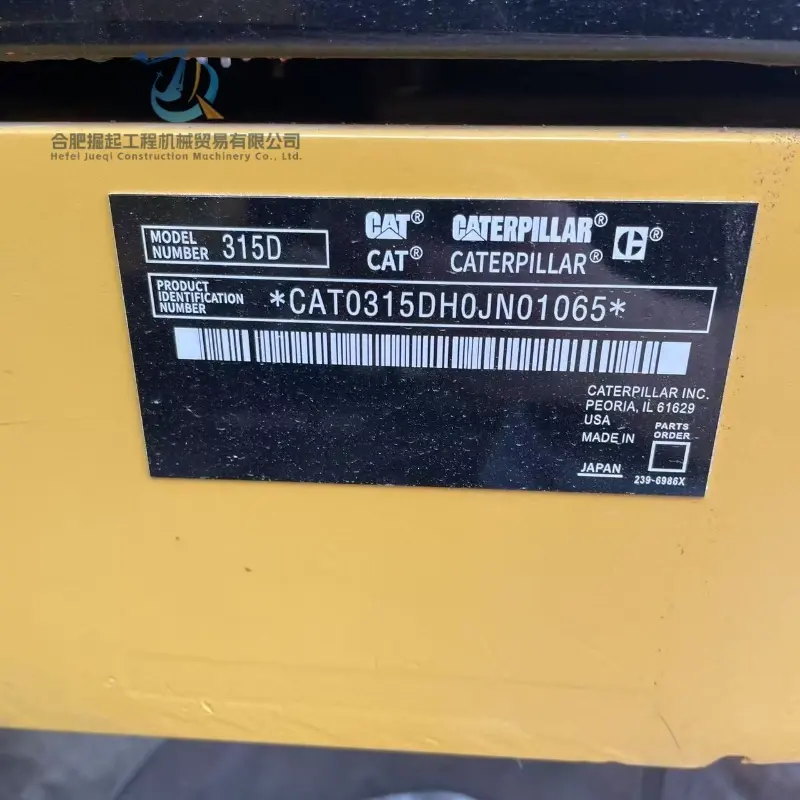 合肥掘起工程机械贸易有限公司
Hefei Jueqi Construction Machinery Co., Ltd.
CAT® CATERPILLAR® ®
MODEL NUMBER 315D
CAT® CATERPILLAR®
PRODUCT
IDENTIFICATION
NUMBER
*CAT0315DH0JN01065*
CATERPILLAR INC.
PEORIA, IL 61629
USA
MADE IN
JAPAN
PARTS
ORDER
239-6986X